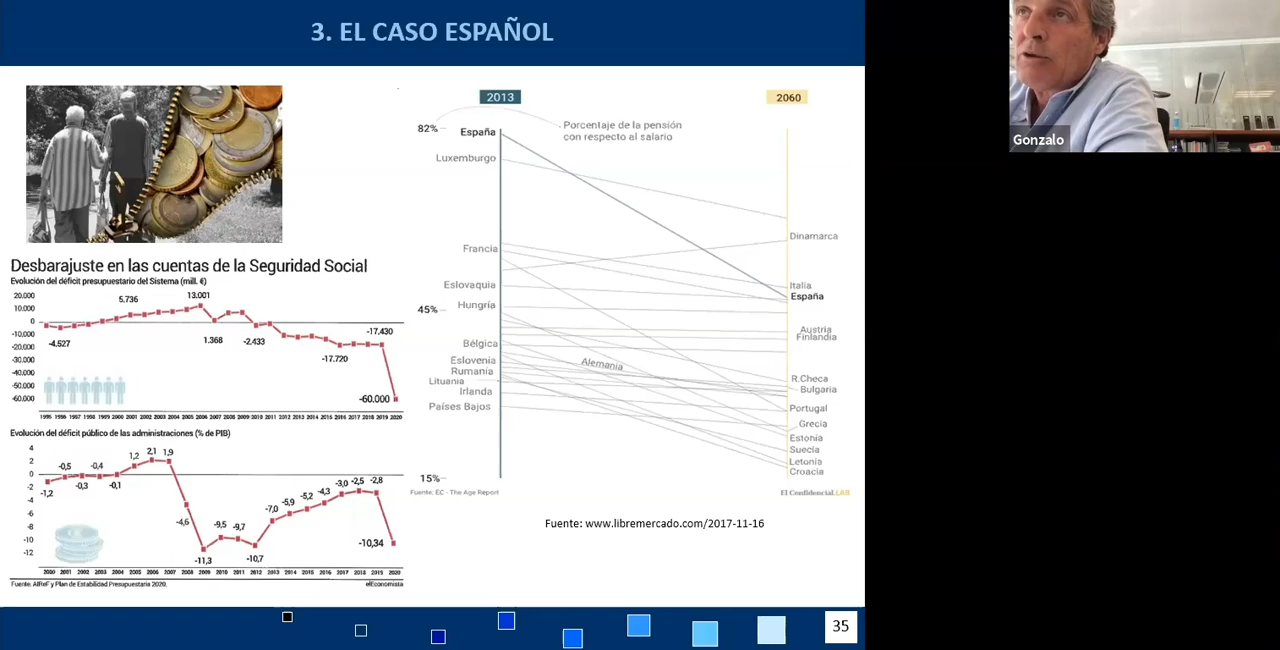 3. EL CASO ESPAÑOL
Gonzalo
Desbarajuste en las cuentas de la Seguridad Social
Evolución del déficit presupuestario del Sistema (mill. €)
20.000
10.000
0
-10.000
-20.000
-30.000
-40.000
-50.000
-60.000
-4.527
5.736
13.001
1.368
-2.433
-17.720
-17.430
-60.000
1995 1996 1997 1998 1999 2000 2001 2002 2003 2004 2005 2006 2007 2008 2009 2010 2011 2012 2013 2014 2015 2016 2017 2018 2019 2020
Evolución del déficit público de las administraciones (% de PIB)
4
2
0
-2
-4
-6
-8
-10
-12
-1,2
-0,5
-0,3
-0,4
-0,1
1,2
2,1
1,9
-4,6
-11,3
-9,5
-9,7
-10,7
-7,0
-5,9
-5,2
-4,3
-3,0
-2,5
-2,8
-10,34
2000 2001 2002 2003 2004 2005 2006 2007 2008 2009 2010 2011 2012 2013 2014 2015 2016 2017 2018 2019 2020
Fuente: AIReF y Plan de Estabilidad Presupuestaria 2020.
elEconomista
2013
2060
Porcentaje de la pensión
con respecto al salario
82%
España
Luxemburgo
Francia
Eslovaquia
45%
Hungría
Bélgica
Eslovenia
Rumania
Lituania
Irlanda
Países Bajos
15%
Alemania
Dinamarca
Italia
España
Austria
Finlandia
R.Checa
Bulgaria
Portugal
Grecia
Estonia
Suecia
Letonia
Croacia
Fuente: EC - The Age Report
El Confidencial.LAB
Fuente: www.libremercado.com/2017-11-16
35